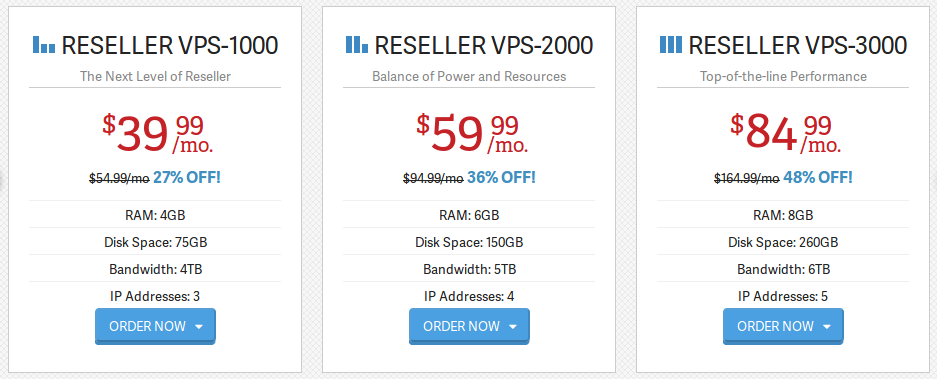 RESELLER VPS-1000
The Next Level of Reseller
$39.99/mo.
$54.99/mo 27% OFF!
RAM: 4GB
Disk Space: 75GB
Bandwidth: 4TB
IP Addresses: 3
ORDER NOW
RESELLER VPS-2000
Balance of Power and Resources
$59.99/mo.
$94.99/mo 36% OFF!
RAM: 6GB
Disk Space: 150GB
Bandwidth: 5TB
IP Addresses: 4
ORDER NOW
RESELLER VPS-3000
Top-of-the-line Performance
$84.99/mo.
$164.99/mo 48% OFF!
RAM: 8GB
Disk Space: 260GB
Bandwidth: 6TB
IP Addresses: 5
ORDER NOW